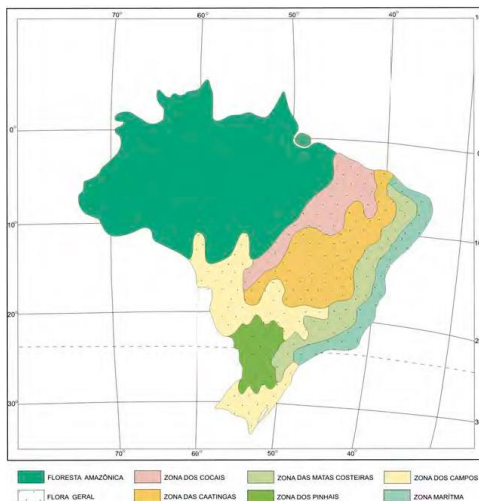 70° 60° 50° 40°
0°
10°
20°
30°
70° 60° 50° 40°
FLORESTA AMAZÔNICA ZONA DOS COCAIS ZONA DAS MATAS COSTEIRAS ZONA DOS CAMPOS
FLORA GERAL ZONA DAS CAATINGAS ZONA DOS PINHAIS ZONA MARÍTMA